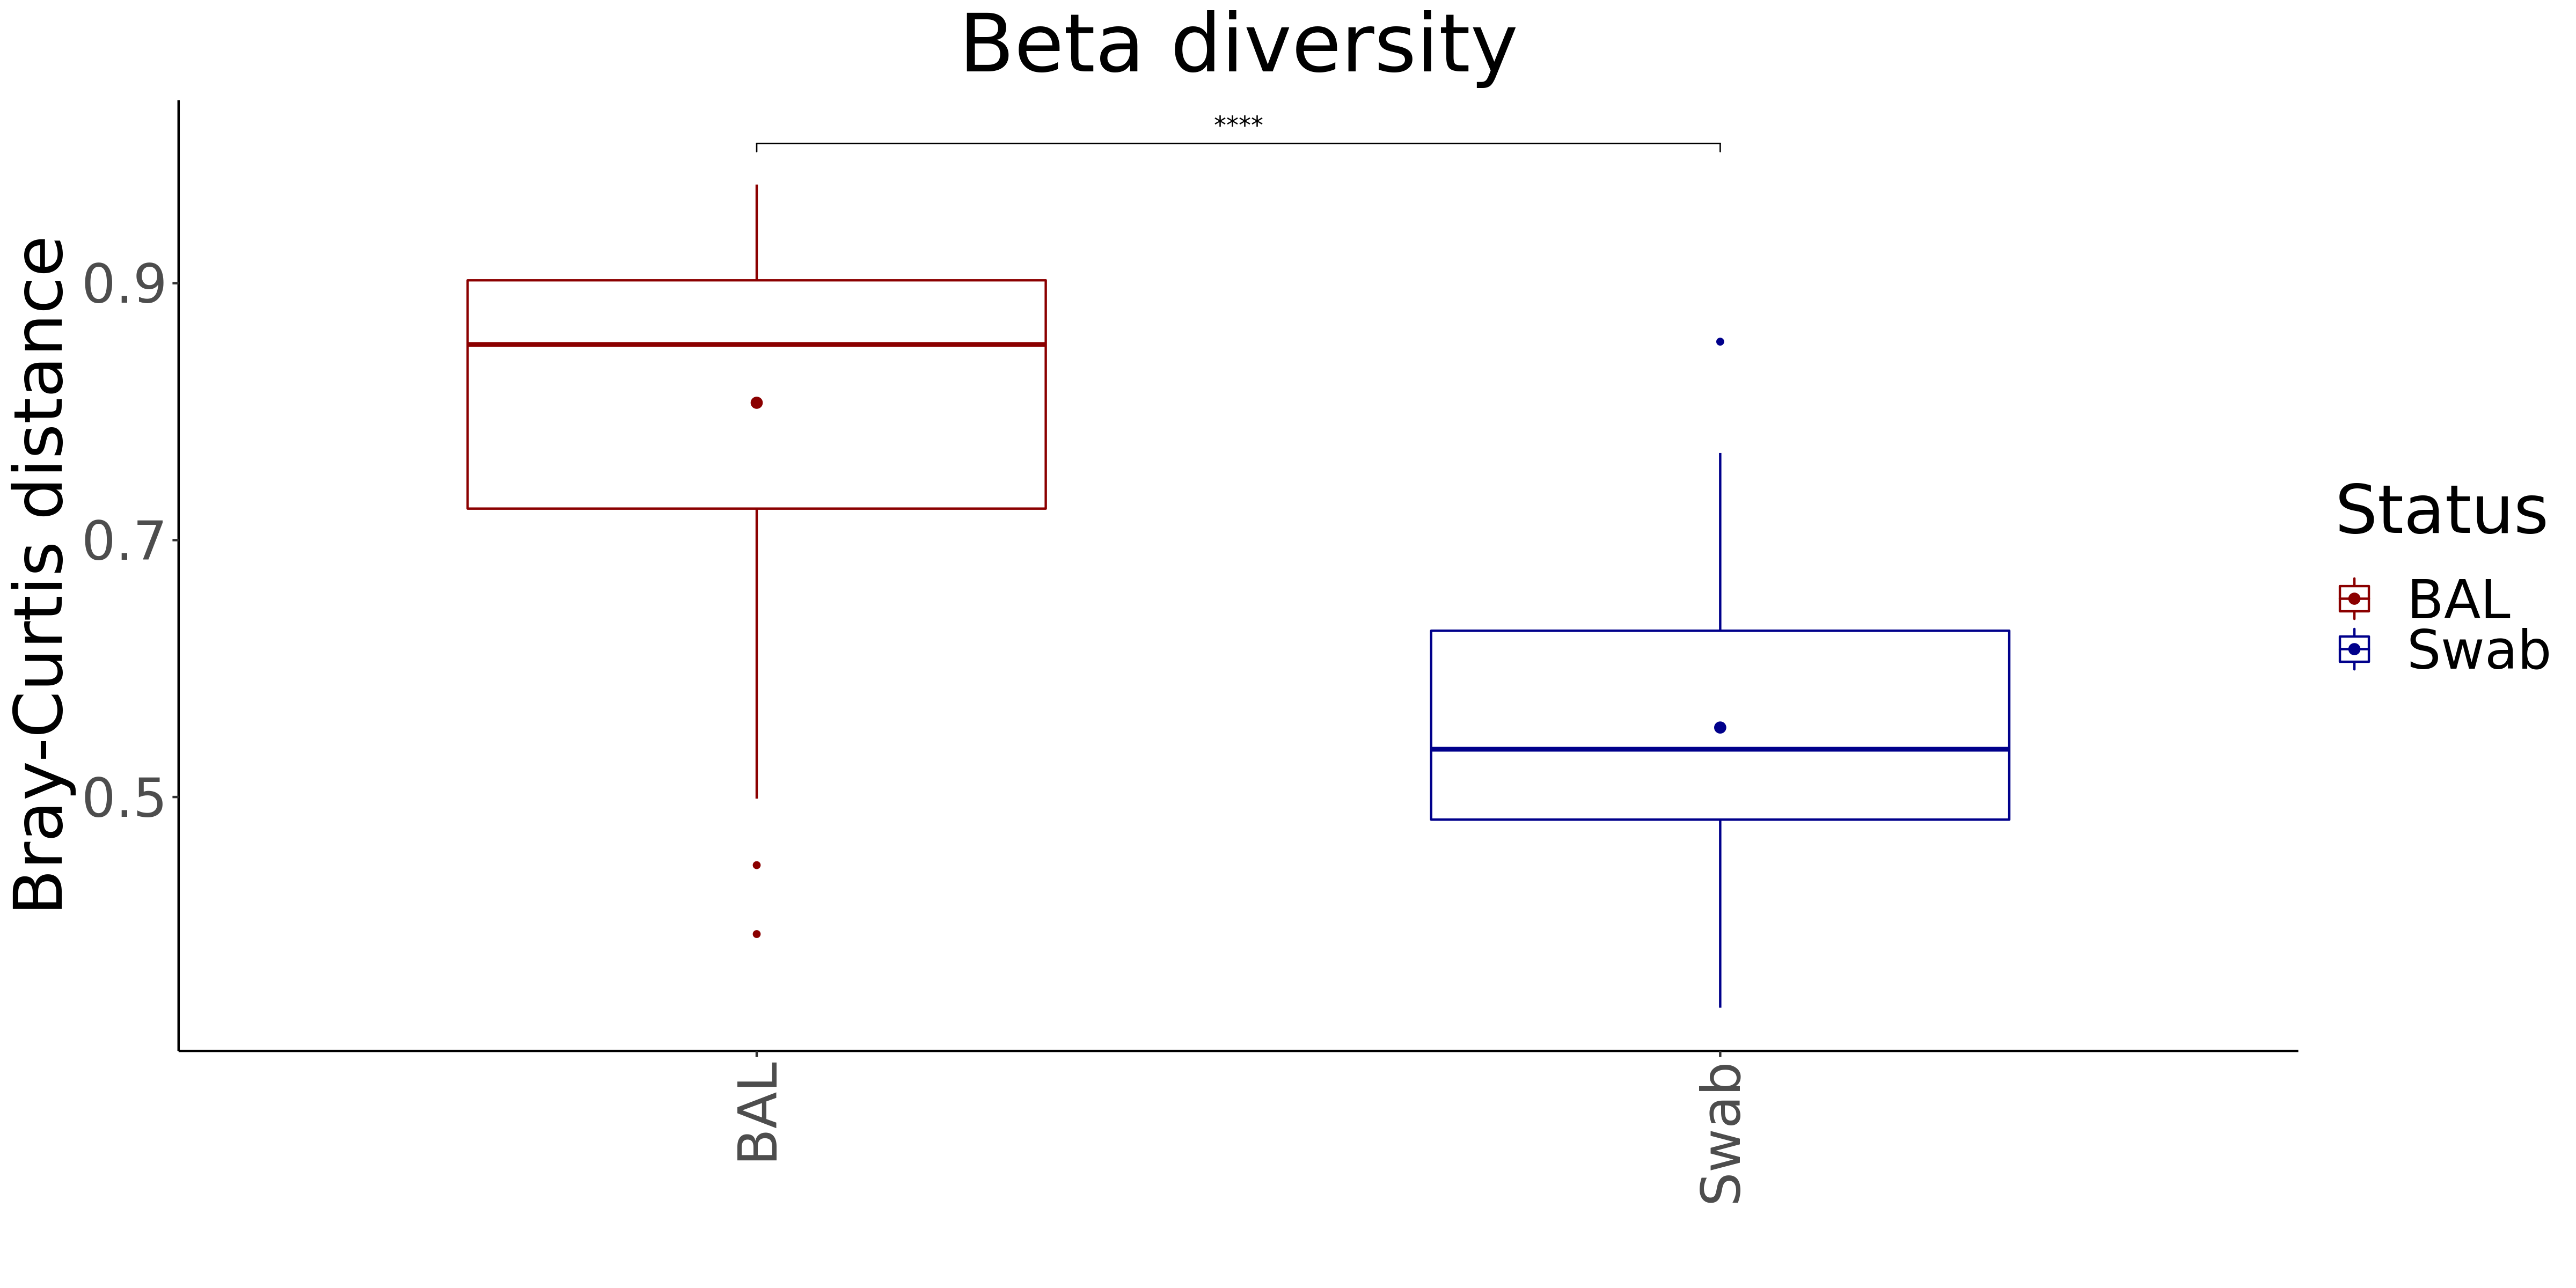 Beta diversity
****
Bray-Curtis distance
0.9
0.7
0.5
BAL
Swab
Status
BAL
Swab